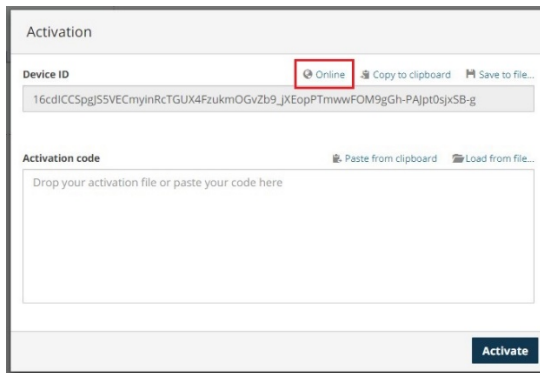 Activation
Device ID Online Copy to clipboard Save to file...
16cdICCSpgJS5VECmyinRcTGUX4FzukmOGvZb9_jXEopPTmwwFOM9gGh-PAJpt0sjxSB-g
Activation code Paste from clipboard Load from file...
Drop your activation file or paste your code here
Activate